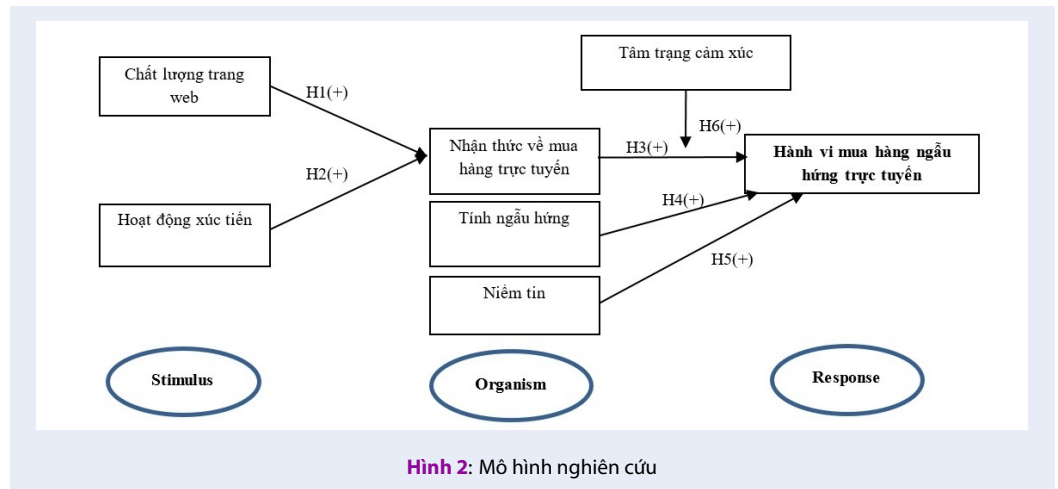 Tâm trạng cảm xúc
Chất lượng trang
web
H1(+)
H6(+)
Nhận thức về mua
hàng trực tuyến
H3(+)
Hành vi mua hàng ngẫu
hứng trực tuyến
H2(+)
H4(+)
Hoạt động xúc tiến
Tính ngẫu hứng
H5(+)
Niềm tin
Stimulus
Organism
Response
Hình 2: Mô hình nghiên cứu